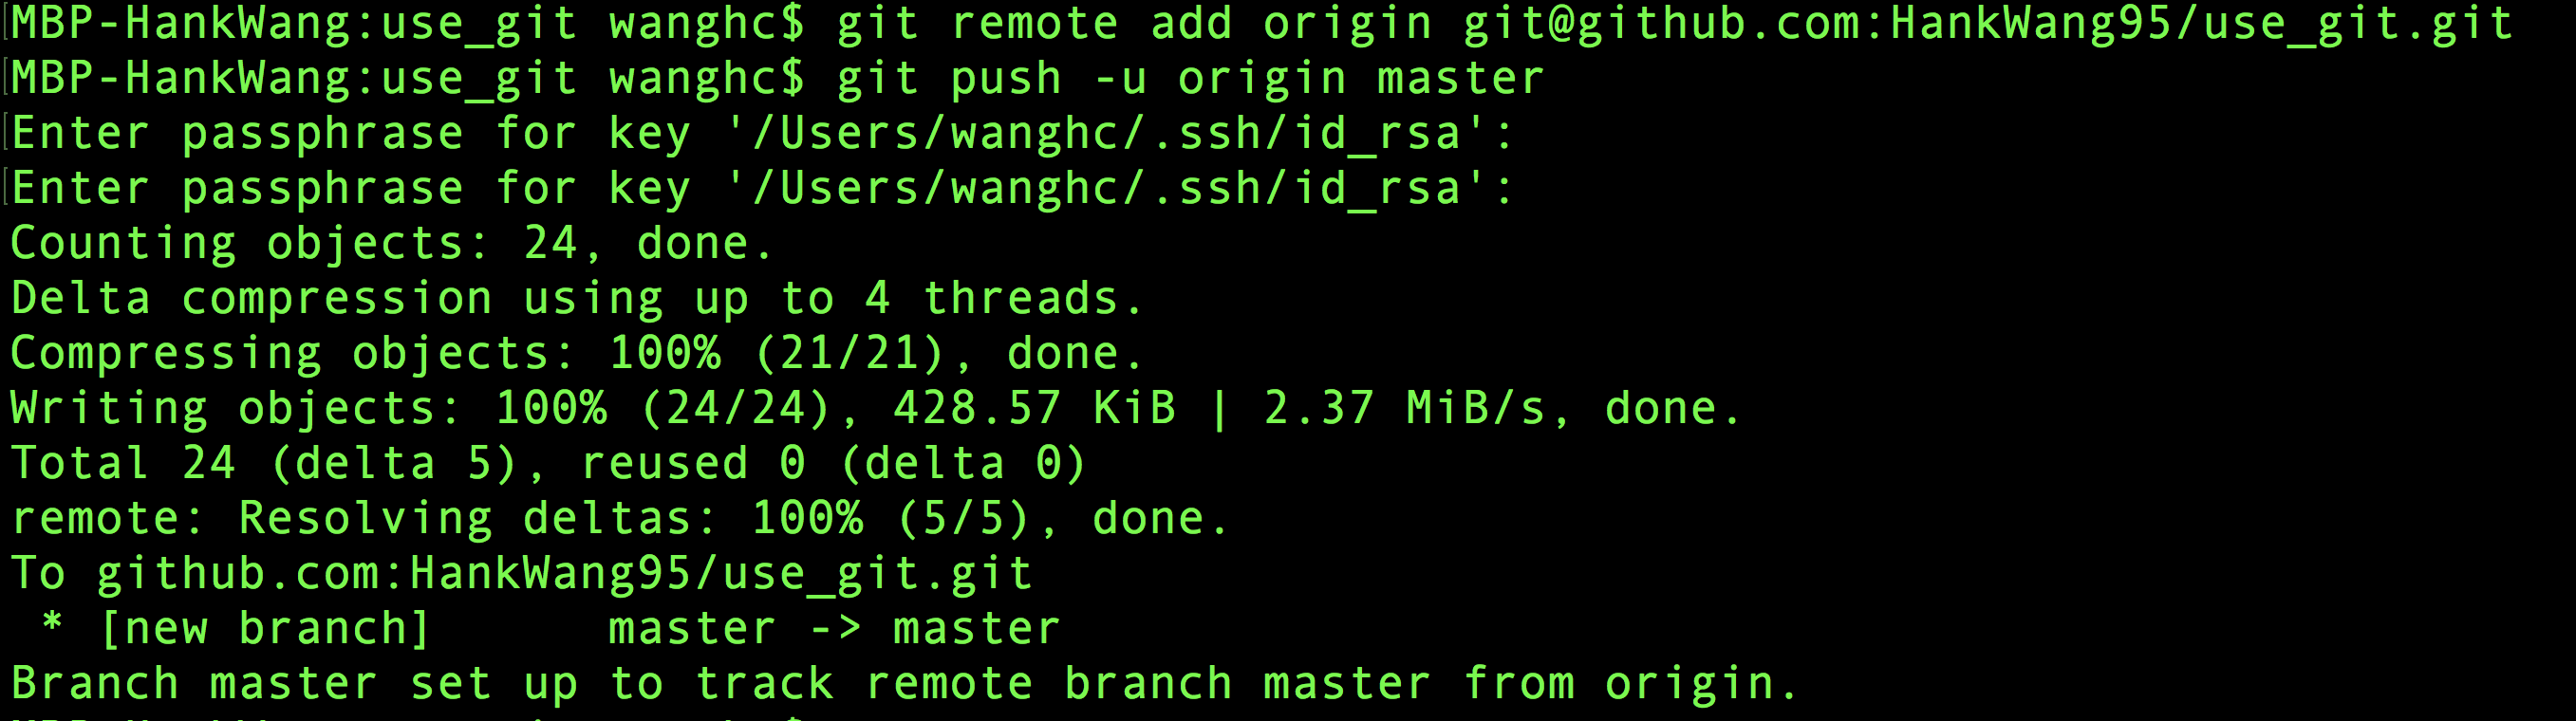 MBP-HankWang:use_git wanghc$ git remote add origin git@github.com:HankWang95/use_git.git
MBP-HankWang:use_git wanghc$ git push -u origin master
Enter passphrase for key '/Users/wanghc/.ssh/id_rsa':
Enter passphrase for key '/Users/wanghc/.ssh/id_rsa':
Counting objects: 24, done.
Delta compression using up to 4 threads.
Compressing objects: 100% (21/21), done.
Writing objects: 100% (24/24), 428.57 KiB | 2.37 MiB/s, done.
Total 24 (delta 5), reused 0 (delta 0)
remote: Resolving deltas: 100% (5/5), done.
To github.com:HankWang95/use_git.git
 * [new branch]      master -> master
Branch master set up to track remote branch master from origin.